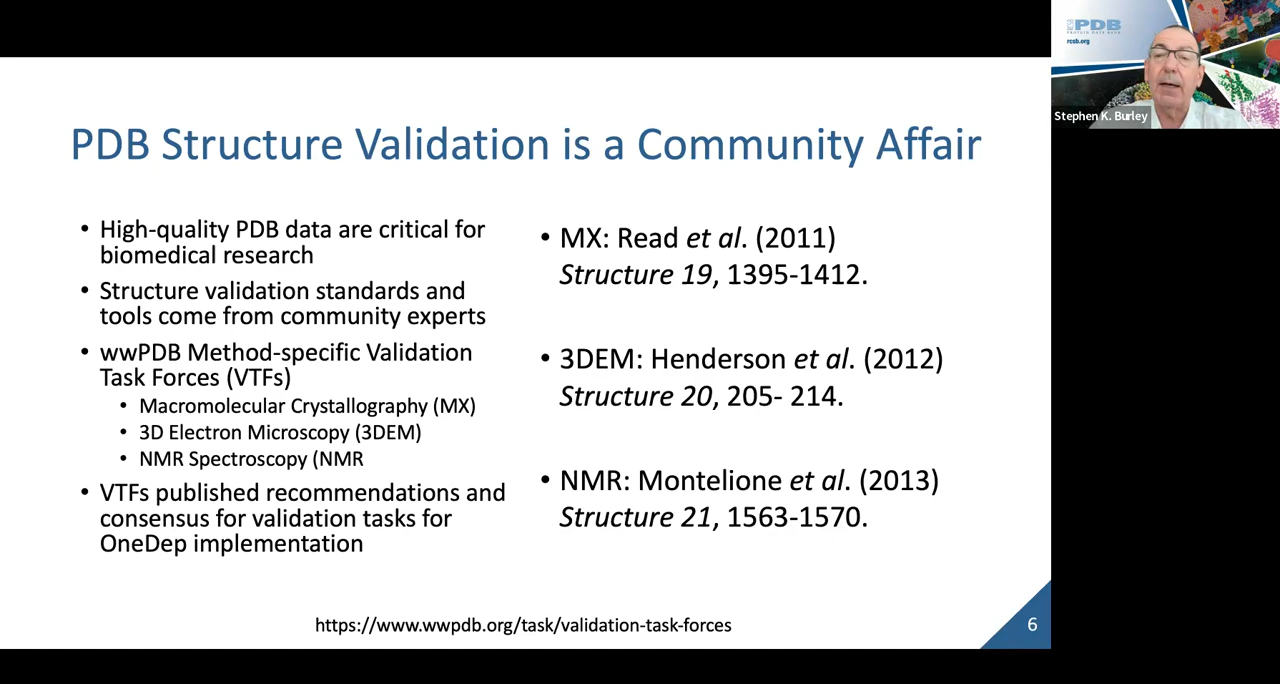 PDB Structure Validation is a Community Affair
• High-quality PDB data are critical for
biomedical research
• Structure validation standards and
tools come from community experts
• wwPDB Method-specific Validation
Task Forces (VTFs)
• Macromolecular Crystallography (MX)
• 3D Electron Microscopy (3DEM)
• NMR Spectroscopy (NMR
• VTFs published recommendations and
consensus for validation tasks for
OneDep implementation
• MX: Read et al. (2011)
Structure 19, 1395-1412.
• 3DEM: Henderson et al. (2012)
Structure 20, 205- 214.
• NMR: Montelione et al. (2013)
Structure 21, 1563-1570.
https://www.wwpdb.org/task/validation-task-forces
6
PDB
PROTEIN DATA BANK
rcsb.org
Stephen K. Burley